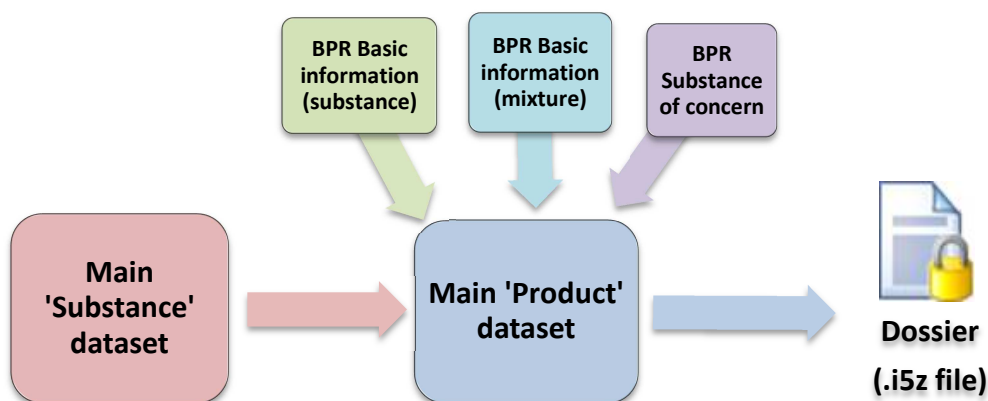 BPR Basic
information
(substance)
BPR Basic
information
(mixture)
BPR
Substance
of concern
Main
'Substance'
dataset
Main 'Product'
dataset
Dossier
(.i5z file)